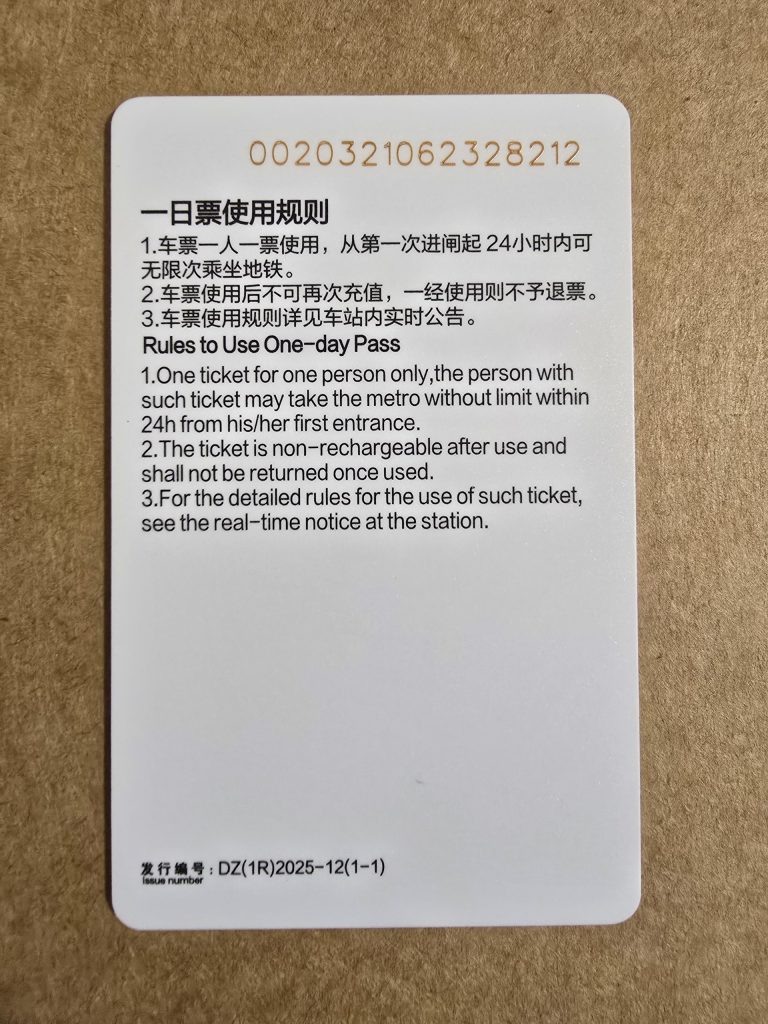 0020321062328212
一日票使用规则
1.车票一人一票使用，从第一次进闸起 24小时内可
无限次乘坐地铁。
2.车票使用后不可再次充值，一经使用则不予退票。
3.车票使用规则详见车站内实时公告。
Rules to Use One-day Pass
1.One ticket for one person only,the person with
such ticket may take the metro without limit within
24h from his/her first entrance.
2.The ticket is non-rechargeable after use and
shall not be returned once used.
3.For the detailed rules for the use of such ticket,
see the real-time notice at the station.
发行编号：DZ(1R)2025-12(1-1)
Issue number